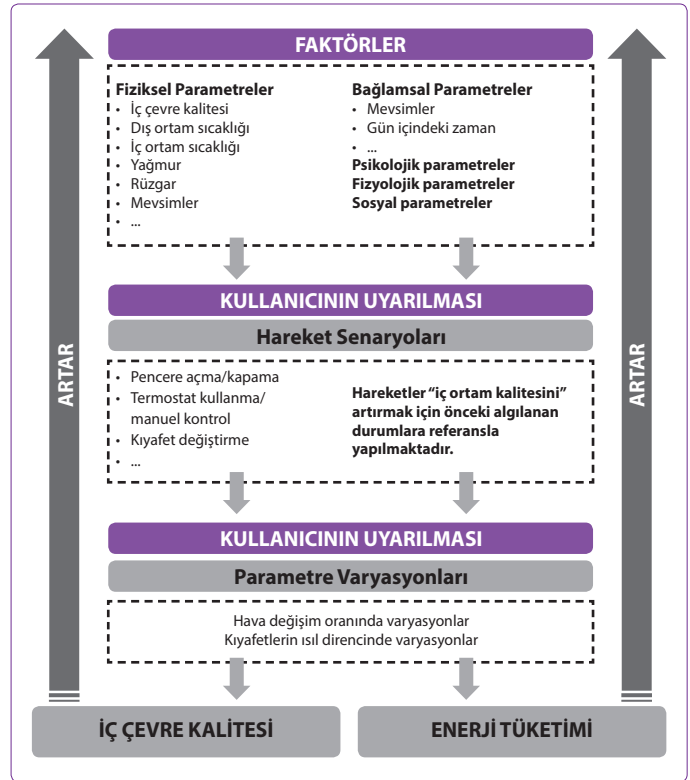 FAKTÖRLER
Fiziksel Parametreler
• İç çevre kalitesi
• Dış ortam sıcaklığı
• İç ortam sıcaklığı
• Yağmur
• Rüzgar
• Mevsimler
• ...
Bağlamsal Parametreler
• Mevsimler
• Gün içindeki zaman
• ...
Psikolojik parametreler
Fizyolojik parametreler
Sosyal parametreler
KULLANICININ UYARILMASI
Hareket Senaryoları
• Pencere açma/kapama
• Termostat kullanma/
manuel kontrol
• Kıyafet değiştirme
• ...
Hareketler “iç ortam kalitesini”
artırmak için önceki algılanan
durumlara referansla
yapılmaktadır.
ARTAR
ARTAR
KULLANICININ UYARILMASI
Parametre Varyasyonları
Hava değişim oranında varyasyonlar
Kıyafetlerin ısıl direncinde varyasyonlar
İÇ ÇEVRE KALİTESİ
ENERJİ TÜKETİMİ